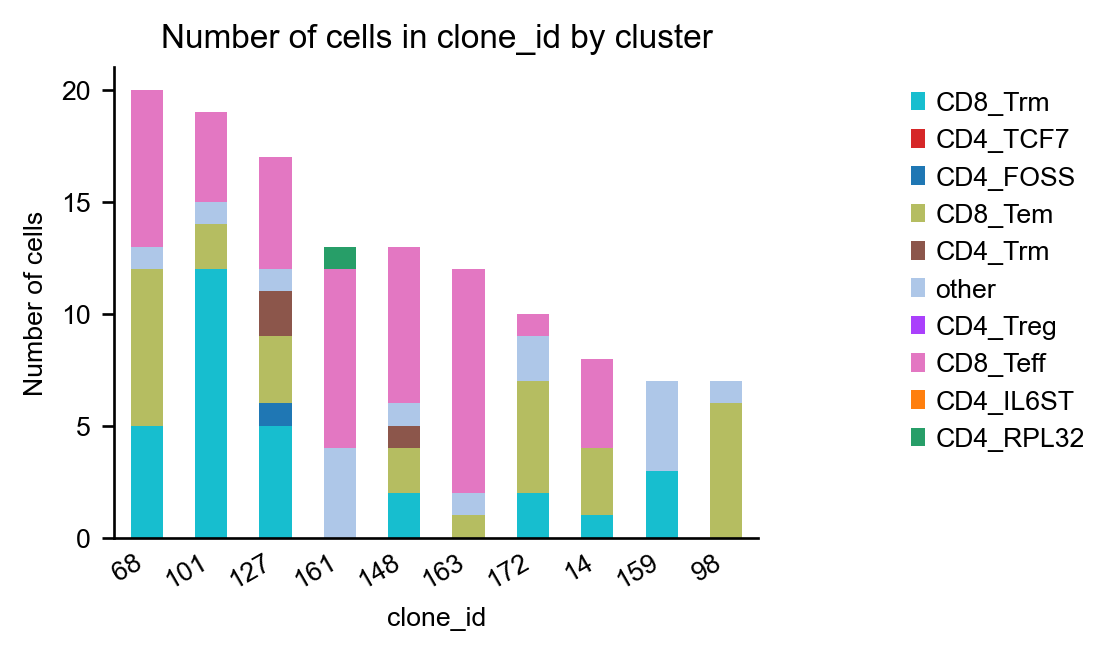 Number of cells in clone_id by cluster
Number of cells
20
15
10
5
0
68
101
127
161
148
163
172
14
159
98
clone_id
CD8_Trm
CD4_TCF7
CD4_FOSS
CD8_Tem
CD4_Trm
other
CD4_Treg
CD8_Teff
CD4_IL6ST
CD4_RPL32